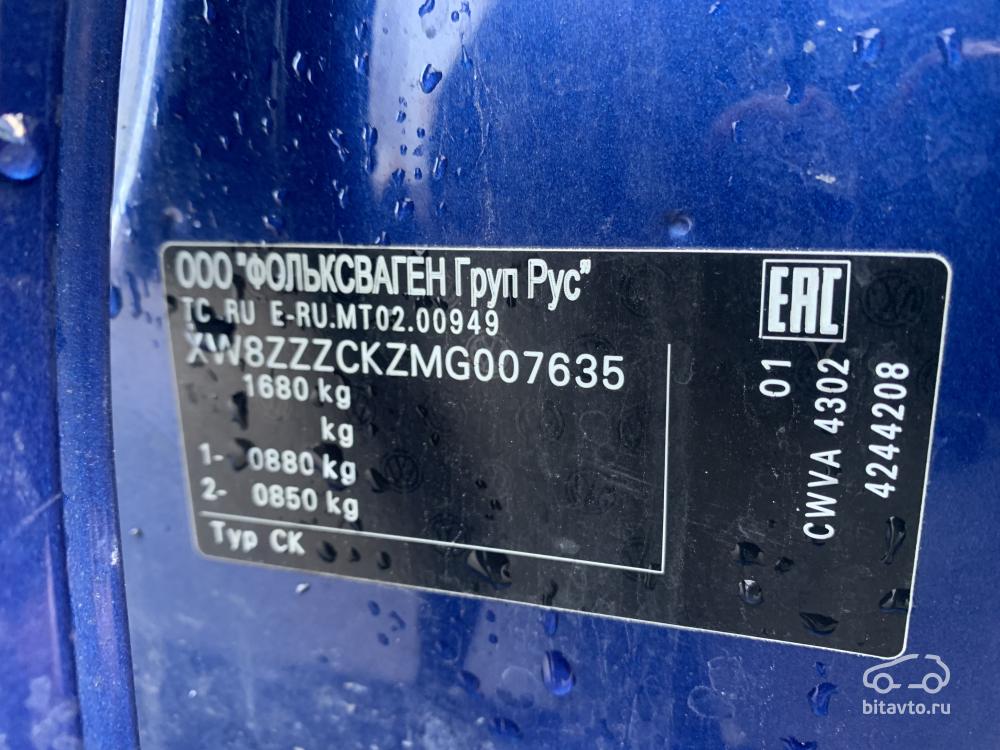 ООО "ФОЛЬКСВАГЕН Груп Рус"
TC RU E-RU.MT02.00949
XW8ZZZCKZMG007635
1680 kg
kg
1- 0880 kg
2- 0850 kg
Typ CK
EAC
01
CWVA 4302
4244208
bitavto.ru